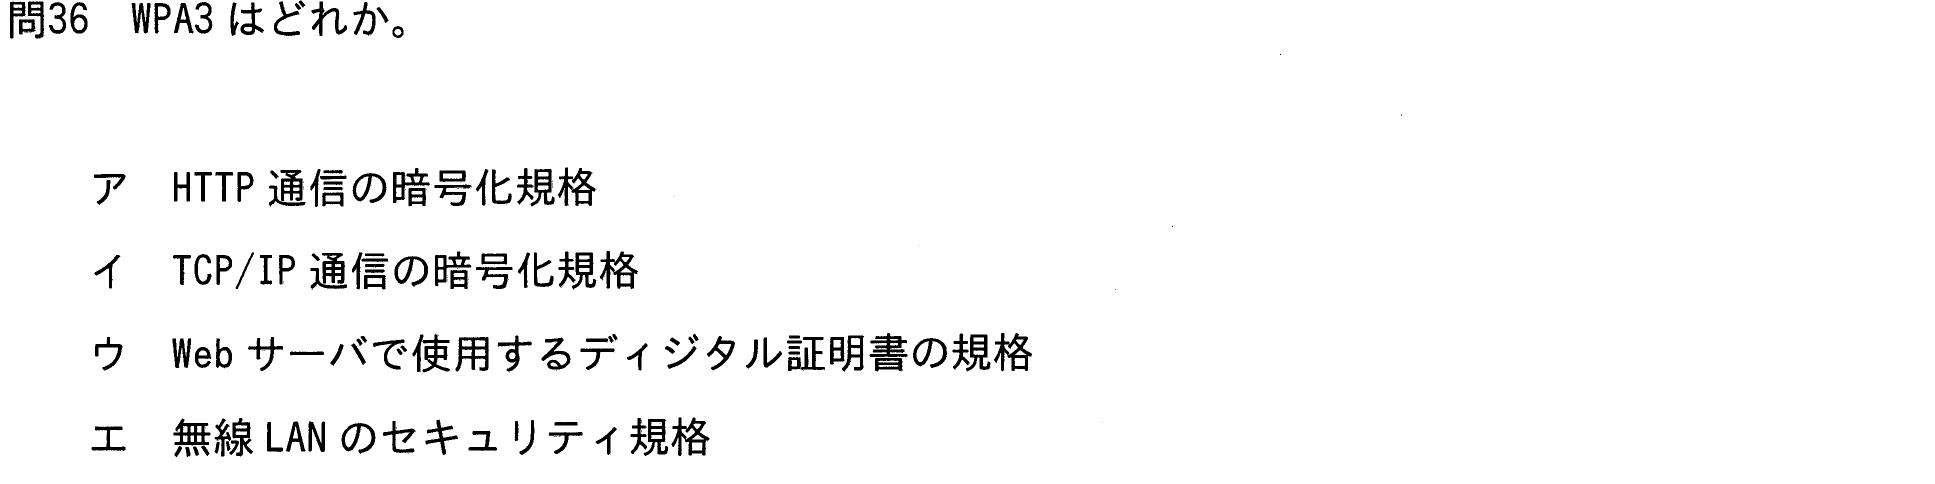 問36 WPA3 はどれか。
ア HTTP 通信の暗号化規格
イ TCP/IP 通信の暗号化規格
ウ Web サーバで使用するディジタル証明書の規格
エ 無線 LAN のセキュリティ規格